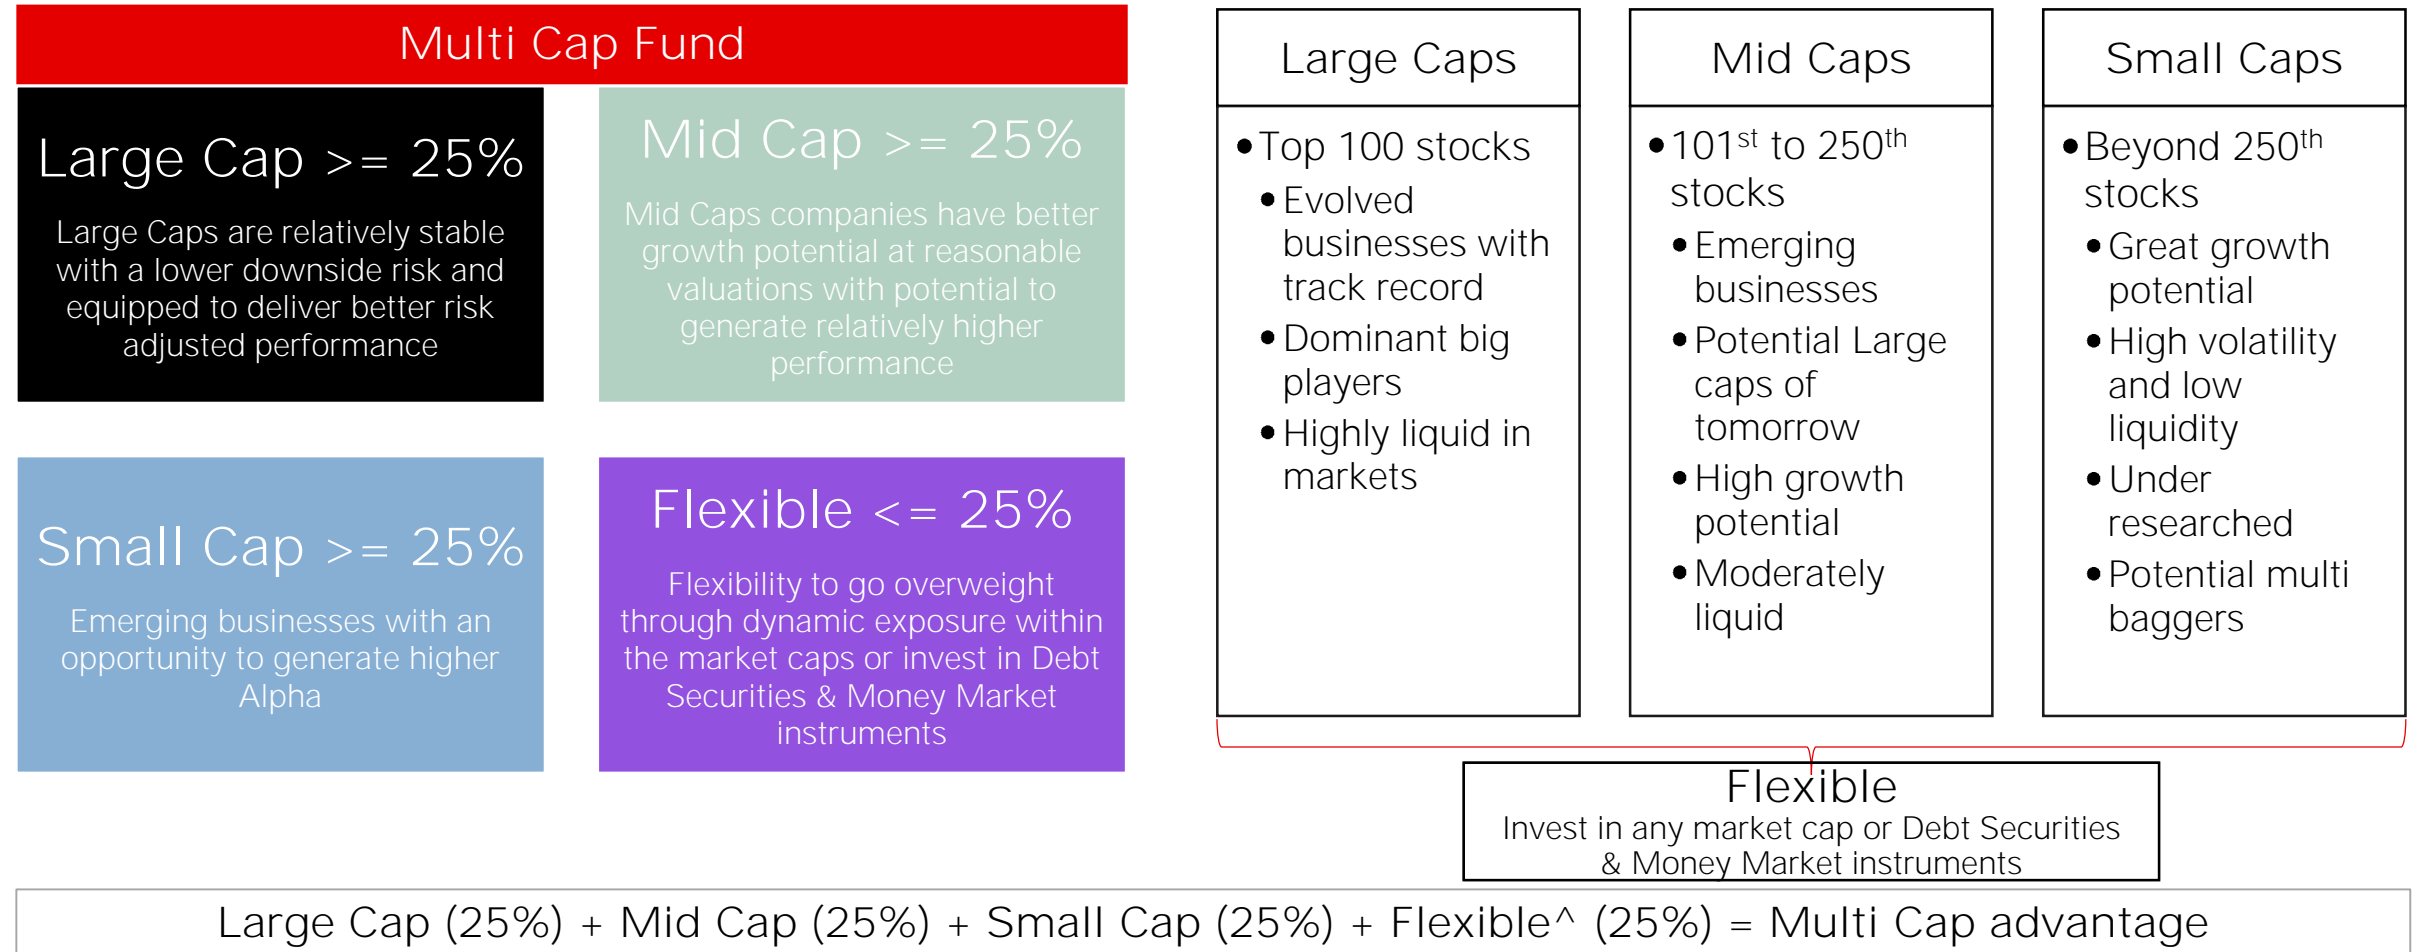 Multi Cap Fund
Large Cap >= 25%
Large Caps are relatively stable
with a lower downside risk and
equipped to deliver better risk
adjusted performance
Mid Cap >= 25%
Mid Caps companies have better
growth potential at reasonable
valuations with potential to
generate relatively higher
performance
Small Cap >= 25%
Emerging businesses with an
opportunity to generate higher
Alpha
Flexible <= 25%
Flexibility to go overweight
through dynamic exposure within
the market caps or invest in Debt
Securities & Money Market
instruments
Large Caps
•Top 100 stocks
•Evolved
businesses with
track record
•Dominant big
players
•Highly liquid in
markets
Mid Caps
•101st to 250th
stocks
•Emerging
businesses
•Potential Large
caps of
tomorrow
•High growth
potential
•Moderately
liquid
Small Caps
•Beyond 250th
stocks
•Great growth
potential
•High volatility
and low
liquidity
•Under
researched
•Potential multi
baggers
Flexible
Invest in any market cap or Debt Securities
& Money Market instruments
Large Cap (25%) + Mid Cap (25%) + Small Cap (25%) + Flexible^ (25%) = Multi Cap advantage